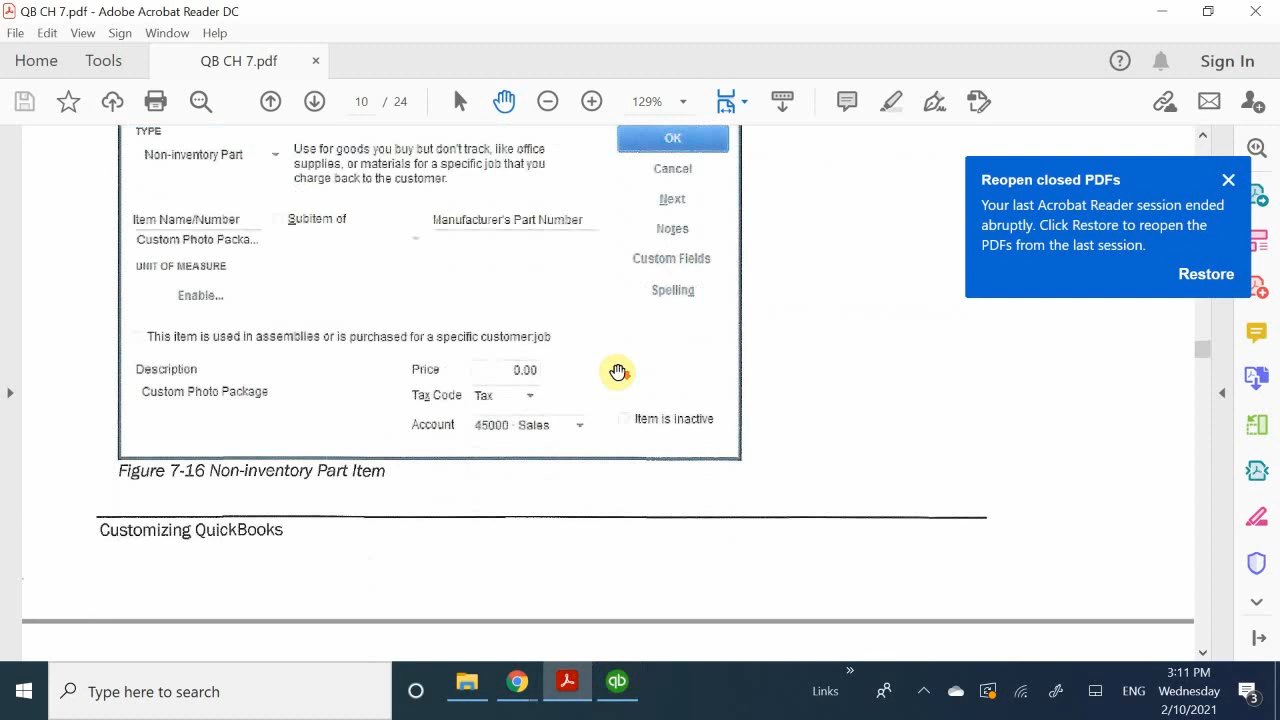 QB CH 7.pdf - Adobe Acrobat Reader DC
File Edit View Sign Window Help
Home Tools QB CH 7.pdf × Sign In
10 / 24 129%
TYPE
Non-inventory Part
Use for goods you buy but don't track, like office
supplies, or materials for a specific job that you
charge back to the customer.
OK
Cancel
Next
Notes
Custom Fields
Spelling
Item Name/Number Subitem of Manufacturer's Part Number
Custom Photo Packa...
UNIT OF MEASURE
Enable...
This item is used in assemblies or is purchased for a specific customer:job
Description Price 0.00
Custom Photo Package Tax Code Tax
Account 45000 · Sales Item is inactive
Figure 7-16 Non-inventory Part Item
Customizing QuickBooks
Reopen closed PDFs
Your last Acrobat Reader session ended
abruptly. Click Restore to reopen the
PDFs from the last session.
Restore
Type here to search
qb
Links
ENG
3:11 PM
Wednesday
2/10/2021
3